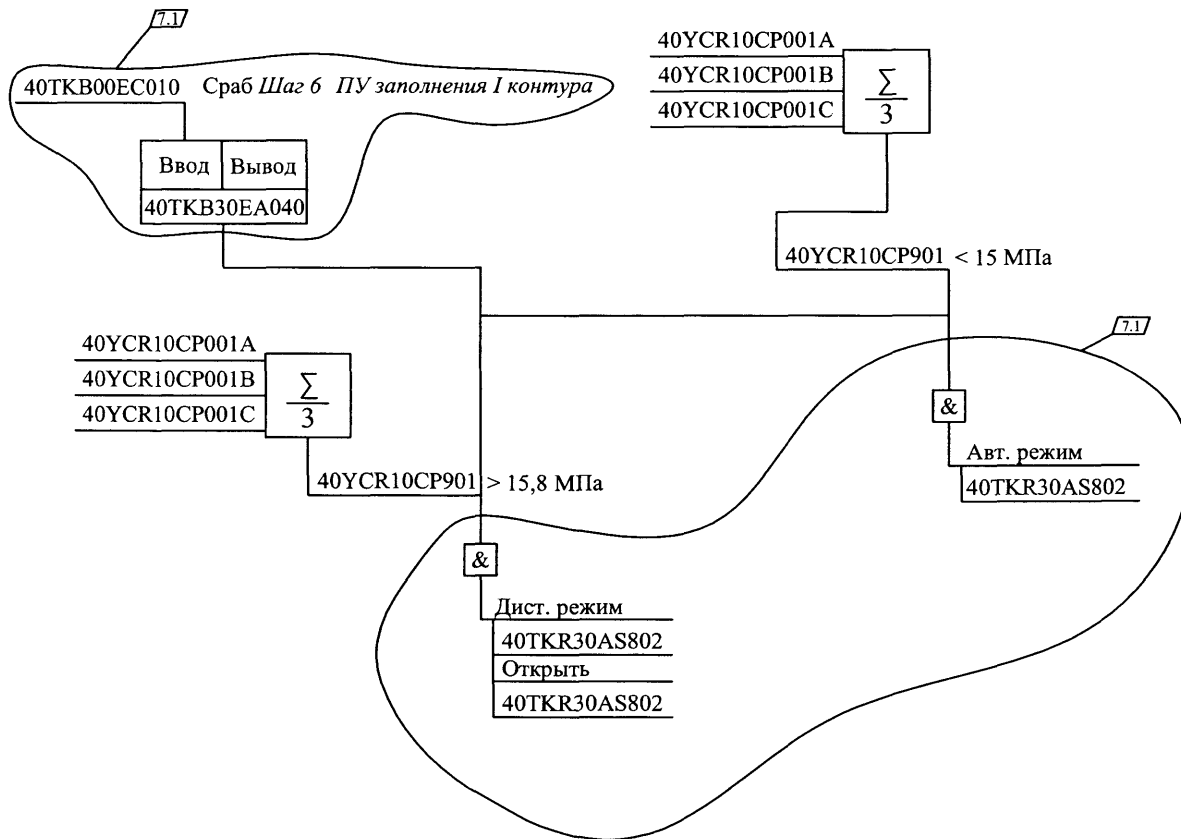 7.1
40TKB00EC010 Сраб Шаг 6 ПУ заполнения I контура
Ввод Вывод
40TKB30EA040
40YCR10CP001A
40YCR10CP001B
40YCR10CP001C
∑
3
40YCR10CP901 < 15 МПа
7.1
40YCR10CP001A
40YCR10CP001B
40YCR10CP001C
∑
3
40YCR10CP901 > 15,8 МПа
&
Авт. режим
40TKR30AS802
&
Дист. режим
40TKR30AS802
Открыть
40TKR30AS802